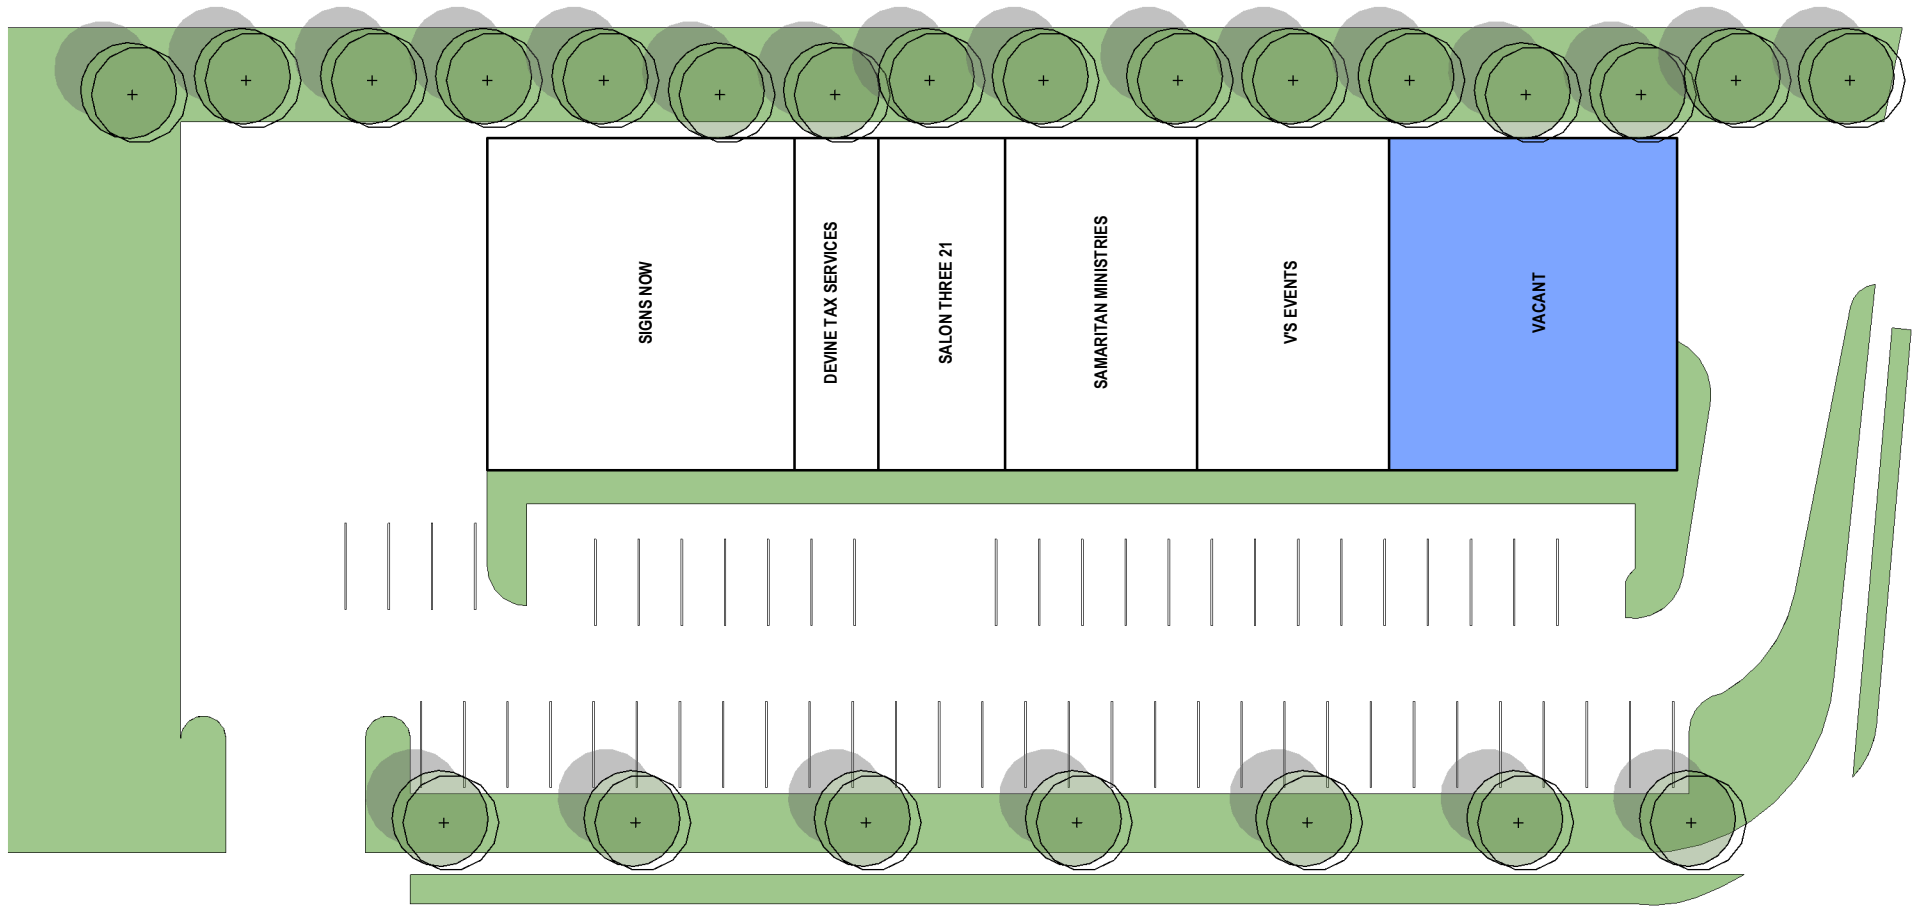 SIGNS NOW
DEVINE TAX SERVICES
SALON THREE 21
SAMARITAN MINISTRIES
V'S EVENTS
VACANT